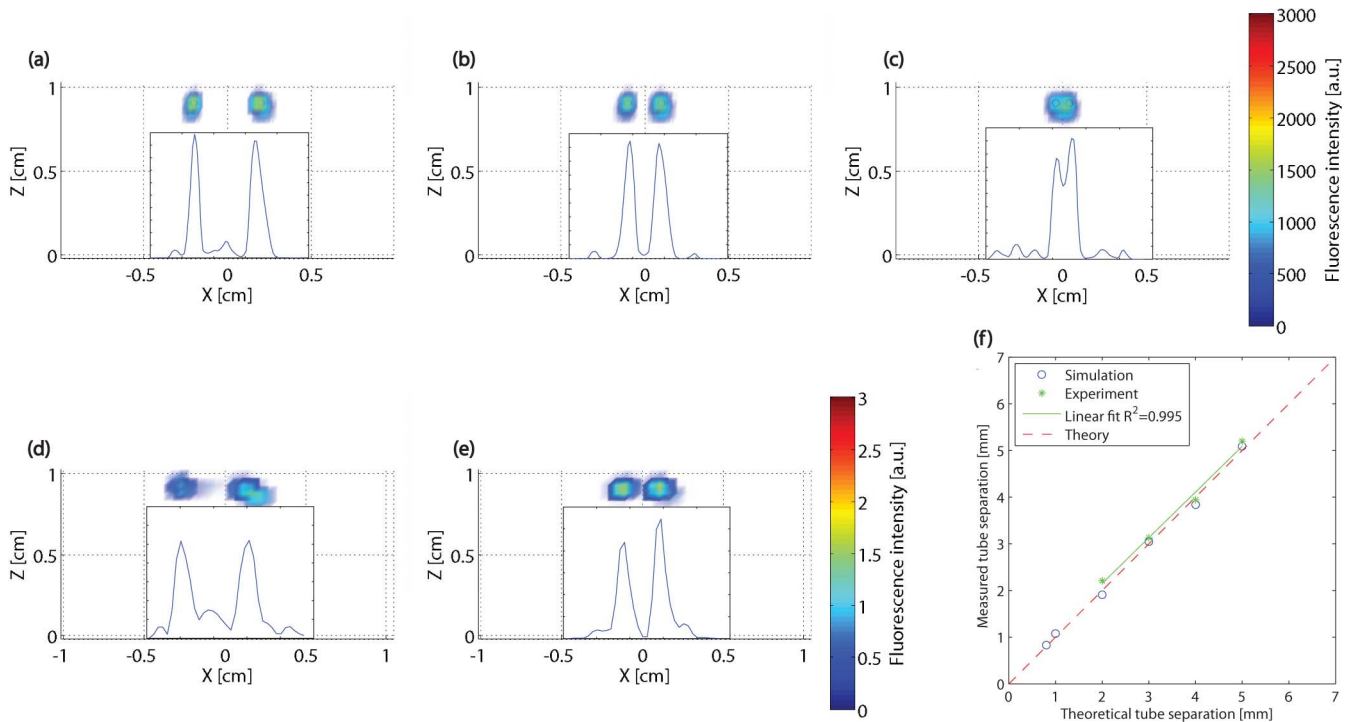 (a)
1
0.5
0
Z [cm]
-0.5 0 0.5
X [cm]
(b)
1
0.5
0
Z [cm]
-0.5 0 0.5
X [cm]
(c)
1
0.5
0
Z [cm]
-0.5 0 0.5
X [cm]
3000
2500
2000
1500
1000
500
0
Fluorescence intensity [a.u.]
(d)
1
0.5
0
Z [cm]
-1 -0.5 0 0.5 1
X [cm]
(e)
1
0.5
0
Z [cm]
-1 -0.5 0 0.5 1
X [cm]
3
2.5
2
1.5
1
0.5
0
Fluorescence intensity [a.u.]
(f)
7
6
5
4
3
2
1
0
Measured tube separation [mm]
Simulation
Experiment
Linear fit R²=0.995
Theory
0 1 2 3 4 5 6 7
Theoretical tube separation [mm]